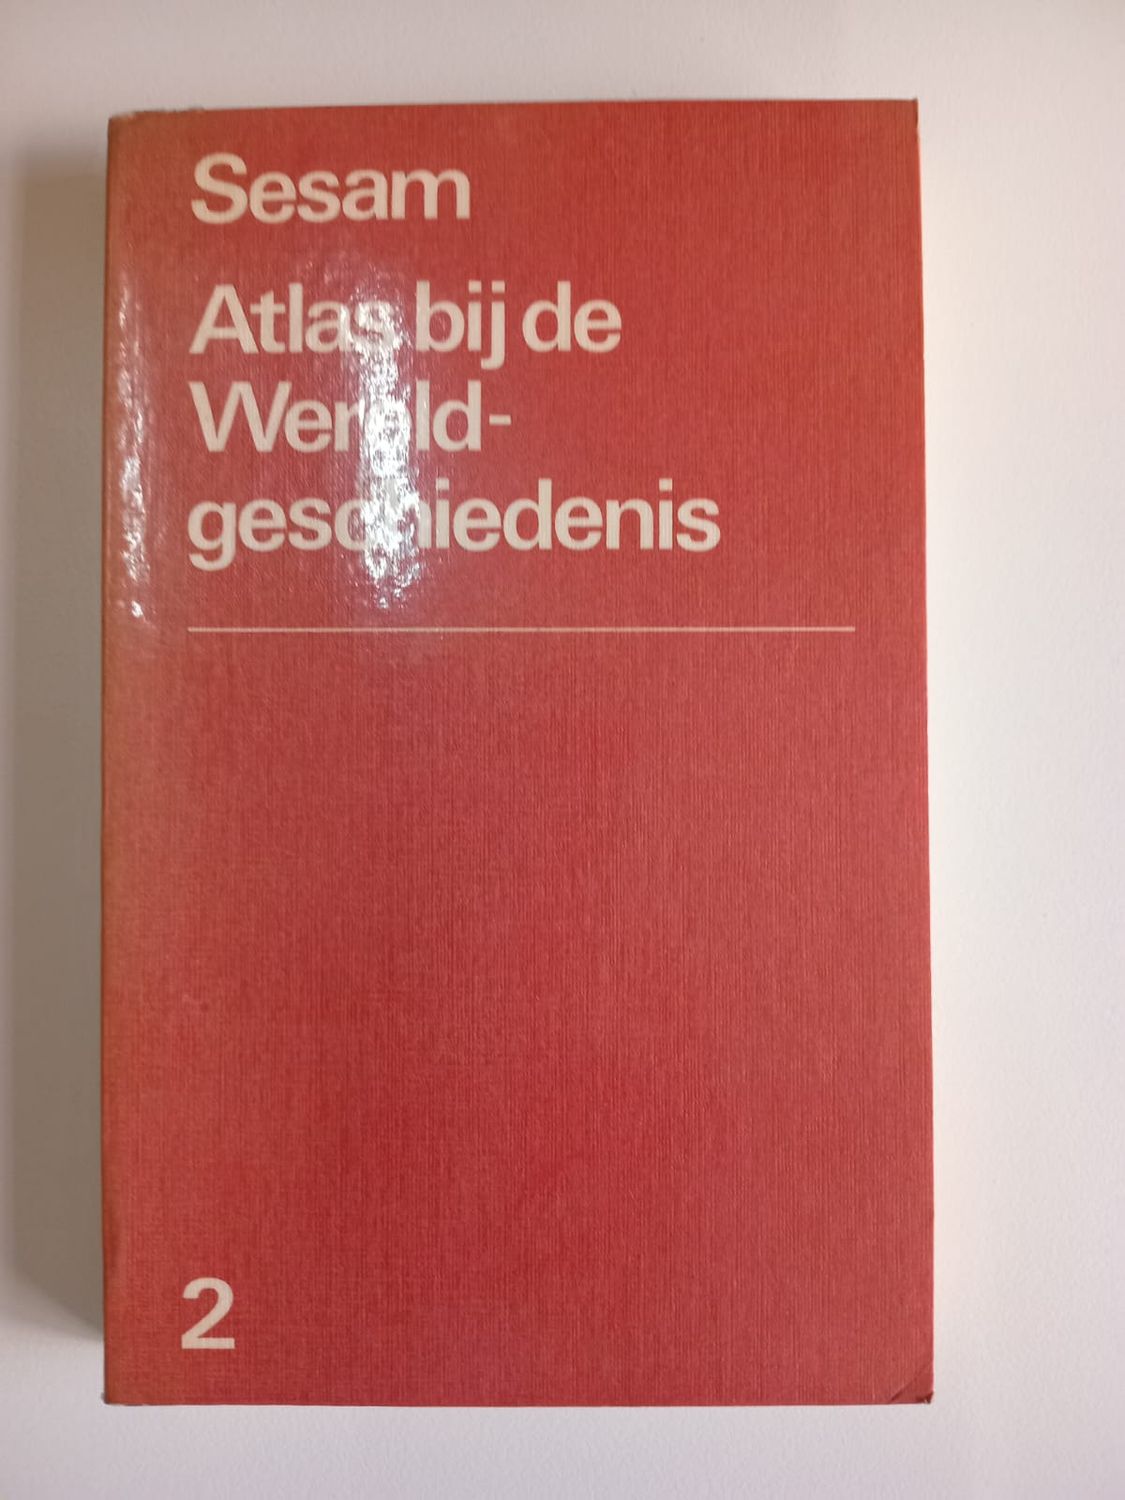 Sesam
Atlas bij de
Wereld-
geschiedenis
2